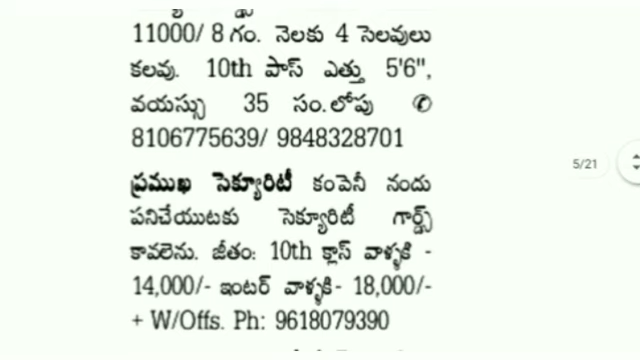 11000/ 8 గం. నెలకు 4 సెలవులు
కలవు. 10th పాస్ ఎత్తు 5'6",
వయస్సు 35 సం.లోపు ✆
8106775639/ 9848328701
ప్రముఖ సెక్యూరిటీ కంపెనీ నందు
పనిచేయుటకు సెక్యూరిటీ గార్డ్స్
కావలెను. జీతం: 10th క్లాస్ వాళ్ళకి -
14,000/- ఇంటర్ వాళ్ళకి- 18,000/-
+ W/Offs. Ph: 9618079390
5/21